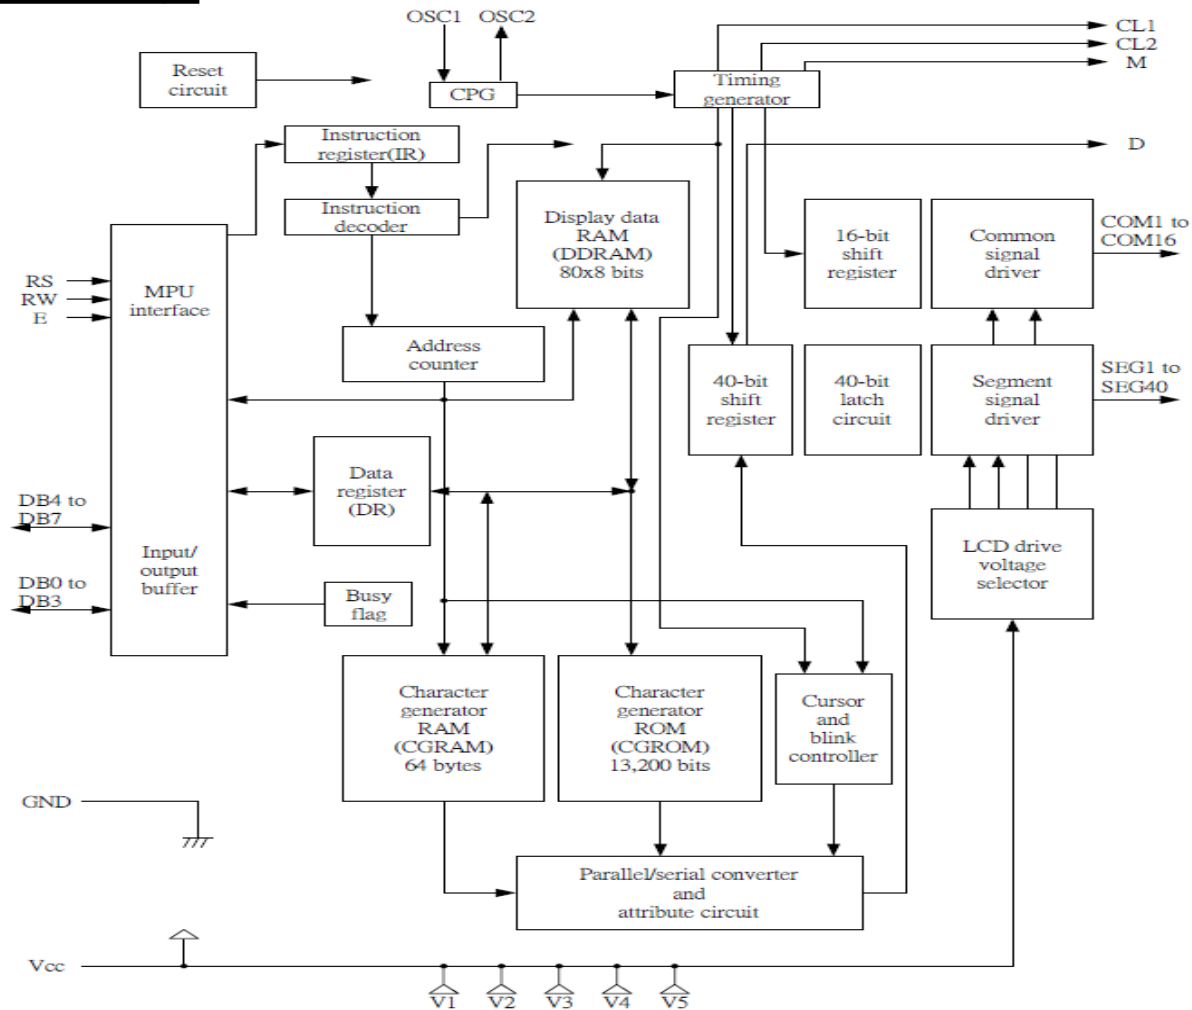 OSC1 OSC2
CL1
CL2
M
Reset
circuit
CPG
Timing
generator
Instruction
register(IR)
D
Instruction
decoder
Display data
RAM
(DDRAM)
80x8 bits
16-bit
shift
register
Common
signal
driver
COM1 to
COM16
RS
RW
E
MPU
interface
Address
counter
40-bit
shift
register
40-bit
latch
circuit
Segment
signal
driver
SEG1 to
SEG40
Data
register
(DR)
DB4 to
DB7
Input/
output
buffer
LCD drive
voltage
selector
DB0 to
DB3
Busy
flag
Character
generator
RAM
(CGRAM)
64 bytes
Character
generator
ROM
(CGROM)
13,200 bits
Cursor
and
blink
controller
GND
Parallel/serial converter
and
attribute circuit
Vcc
V1 V2 V3 V4 V5